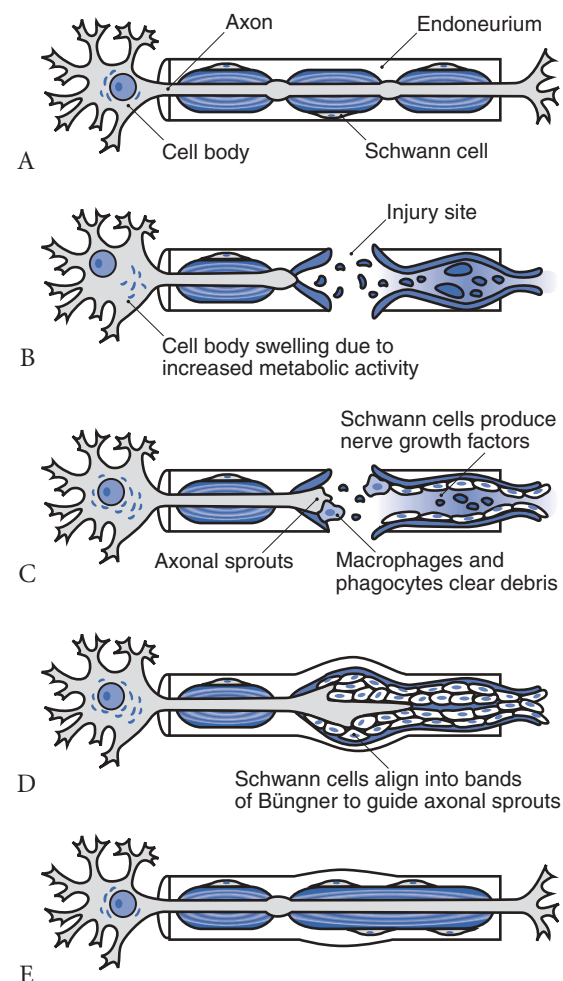 Axon
Endoneurium
Cell body
Schwann cell
A
Injury site
Cell body swelling due to
increased metabolic activity
B
Schwann cells produce
nerve growth factors
Axonal sprouts
Macrophages and
phagocytes clear debris
C
Schwann cells align into bands
of Büngner to guide axonal sprouts
D
E